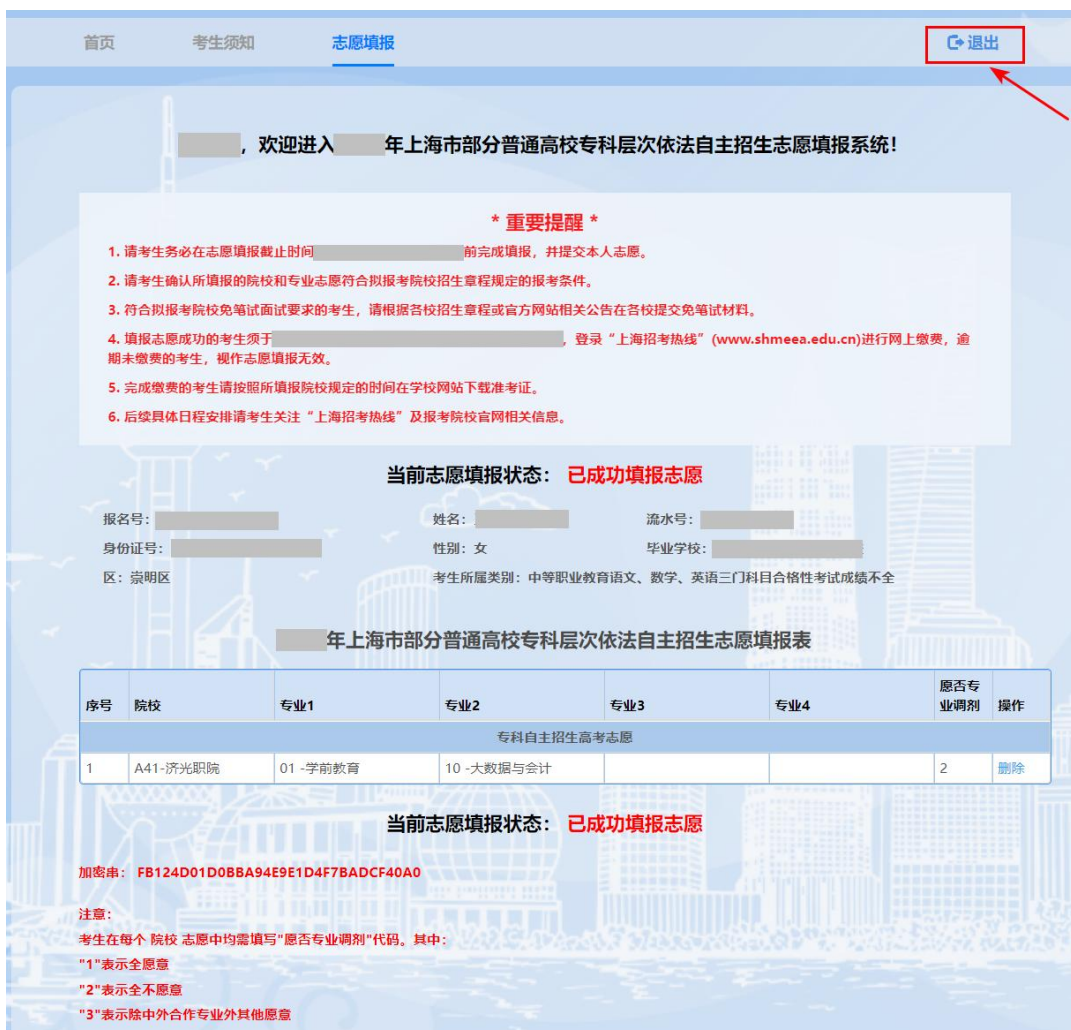 首页 考生须知 志愿填报 退出
，欢迎进入 年上海市部分普通高校专科层次依法自主招生志愿填报系统！
* 重要提醒 *
1. 请考生务必在志愿填报截止时间 前完成填报，并提交本人志愿。
2. 请考生确认所填报的院校和专业志愿符合拟报考院校招生章程规定的报考条件。
3. 符合拟报考院校免笔试面试要求的考生，请根据各校招生章程或官方网站相关公告在各校提交免笔试材料。
4. 填报志愿成功的考生须于 ，登录“上海招考热线”(www.shmeea.edu.cn)进行网上缴费，逾
期未缴费的考生，视作志愿填报无效。
5. 完成缴费的考生请按照所填报院校规定的时间在学校网站下载准考证。
6. 后续具体日程安排请考生关注“上海招考热线”及报考院校官网相关信息。
当前志愿填报状态： 已成功填报志愿
报名号： 姓名： 流水号：
身份证号： 性别：女 毕业学校：
区：崇明区 考生所属类别：中等职业教育语文、数学、英语三门科目合格性考试成绩不全
年上海市部分普通高校专科层次依法自主招生志愿填报表
序号 院校 专业1 专业2 专业3 专业4 愿否专业调剂 操作
专科自主招生高考志愿
1 A41-济光职院 01 -学前教育 10 -大数据与会计 2 删除
当前志愿填报状态： 已成功填报志愿
加密串： FB124D01D0BBA94E9E1D4F7BADCF40A0
注意：
考生在每个 院校 志愿中均需填写"愿否专业调剂"代码。其中：
"1"表示全愿意
"2"表示全不愿意
"3"表示除中外合作专业外其他愿意